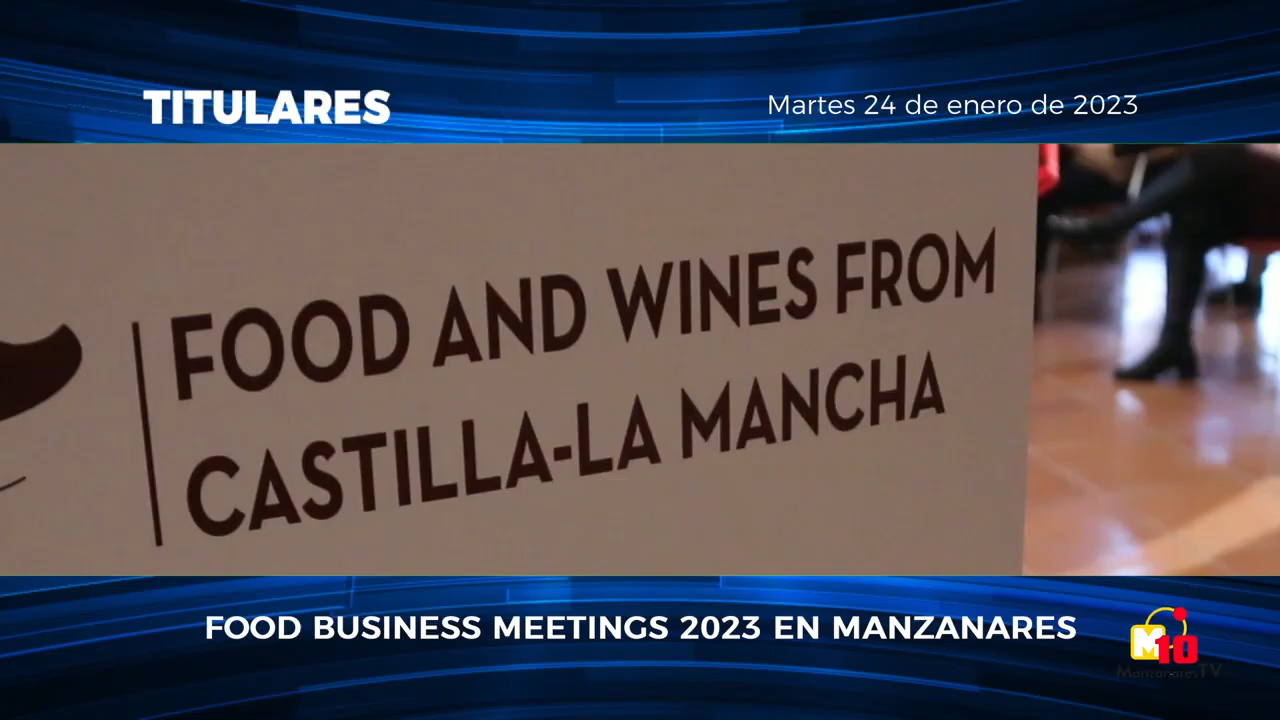 TITULARES
Martes 24 de enero de 2023
FOOD AND WINES FROM
CASTILLA-LA MANCHA
FOOD BUSINESS MEETINGS 2023 EN MANZANARES
M10
ManzanaresTV